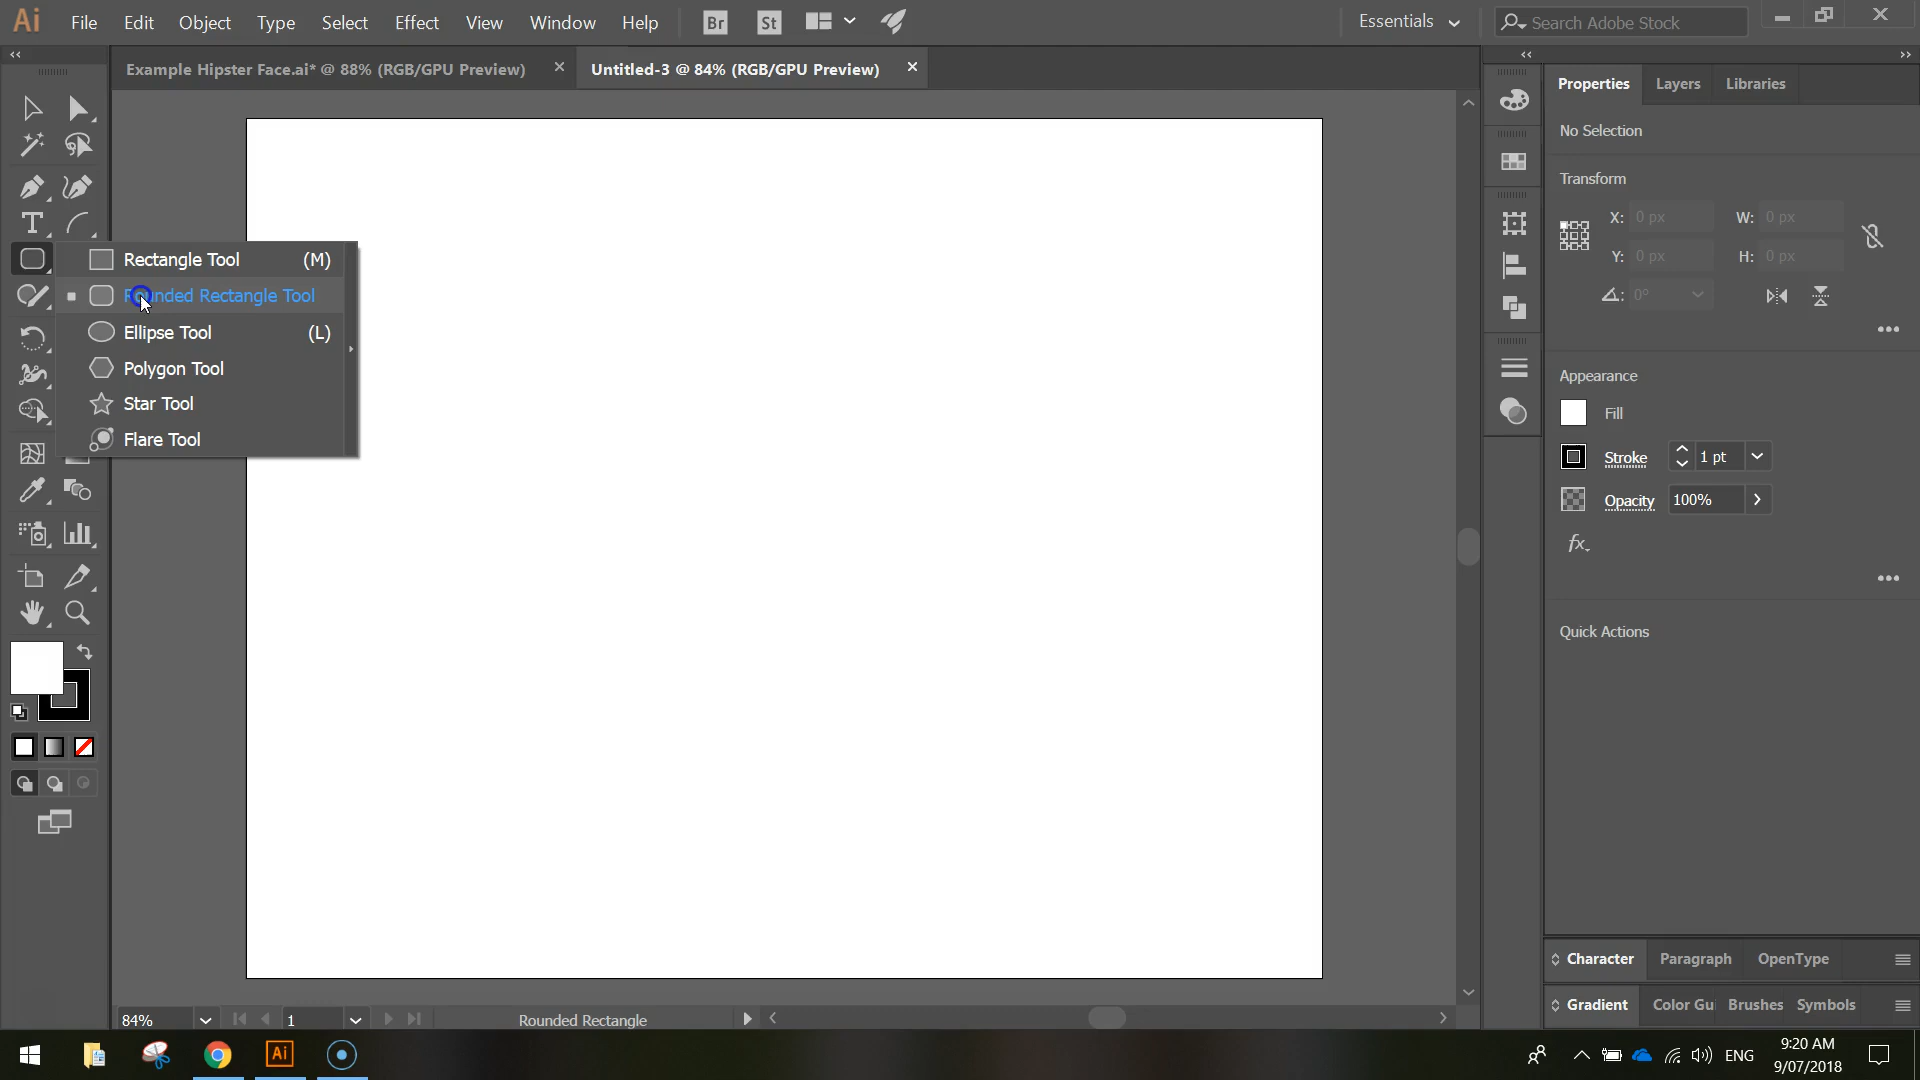 Ai File Edit Object Type Select Effect View Window Help Br St Essentials Search Adobe Stock
Example Hipster Face.ai* @ 88% (RGB/GPU Preview) Untitled-3 @ 84% (RGB/GPU Preview)
Properties Layers Libraries
No Selection
Transform
X: 0 px W: 0 px
Y: 0 px H: 0 px
0°
Rectangle Tool (M)
Rounded Rectangle Tool
Ellipse Tool (L)
Polygon Tool
Star Tool
Flare Tool
Appearance
Fill
Stroke 1 pt
Opacity 100%
fx.
Quick Actions
Character Paragraph OpenType
Gradient Color Gui Brushes Symbols
84% 1 Rounded Rectangle
Ai ENG 9:20 AM
9/07/2018